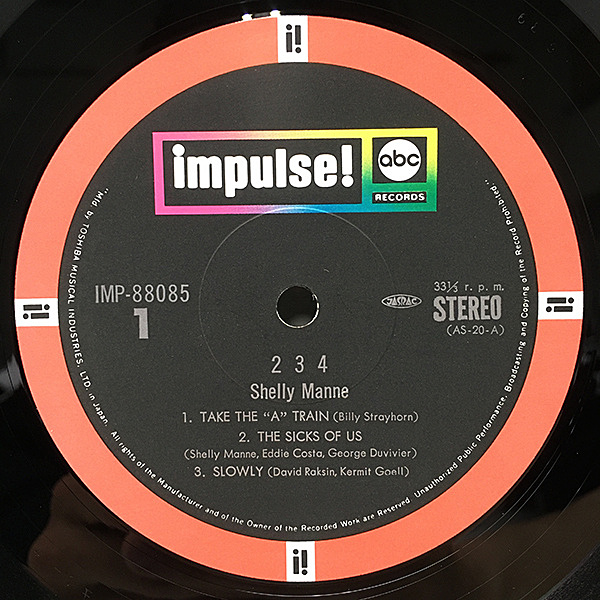 i!
impulse!
abc
RECORDS
IMP-88085
1
JASRAC
33⅓ r. p. m.
STEREO
(AS-20-A)
2 3 4
Shelly Manne
1. TAKE THE “A” TRAIN (Billy Strayhorn)
2. THE SICKS OF US
(Shelly Manne, Eddie Costa, George Duvivier)
3. SLOWLY (David Raksin, Kermit Goell)
"Mfd by TOSHIBA MUSICAL INDUSTRIES, LTD. in Japan. All rights of the Manufacturer and of the Owner of the Recorded Work are Reserved. Unauthorized Public Performance, Broadcasting and Copying of the Record Prohibited."
i!
i!
i!